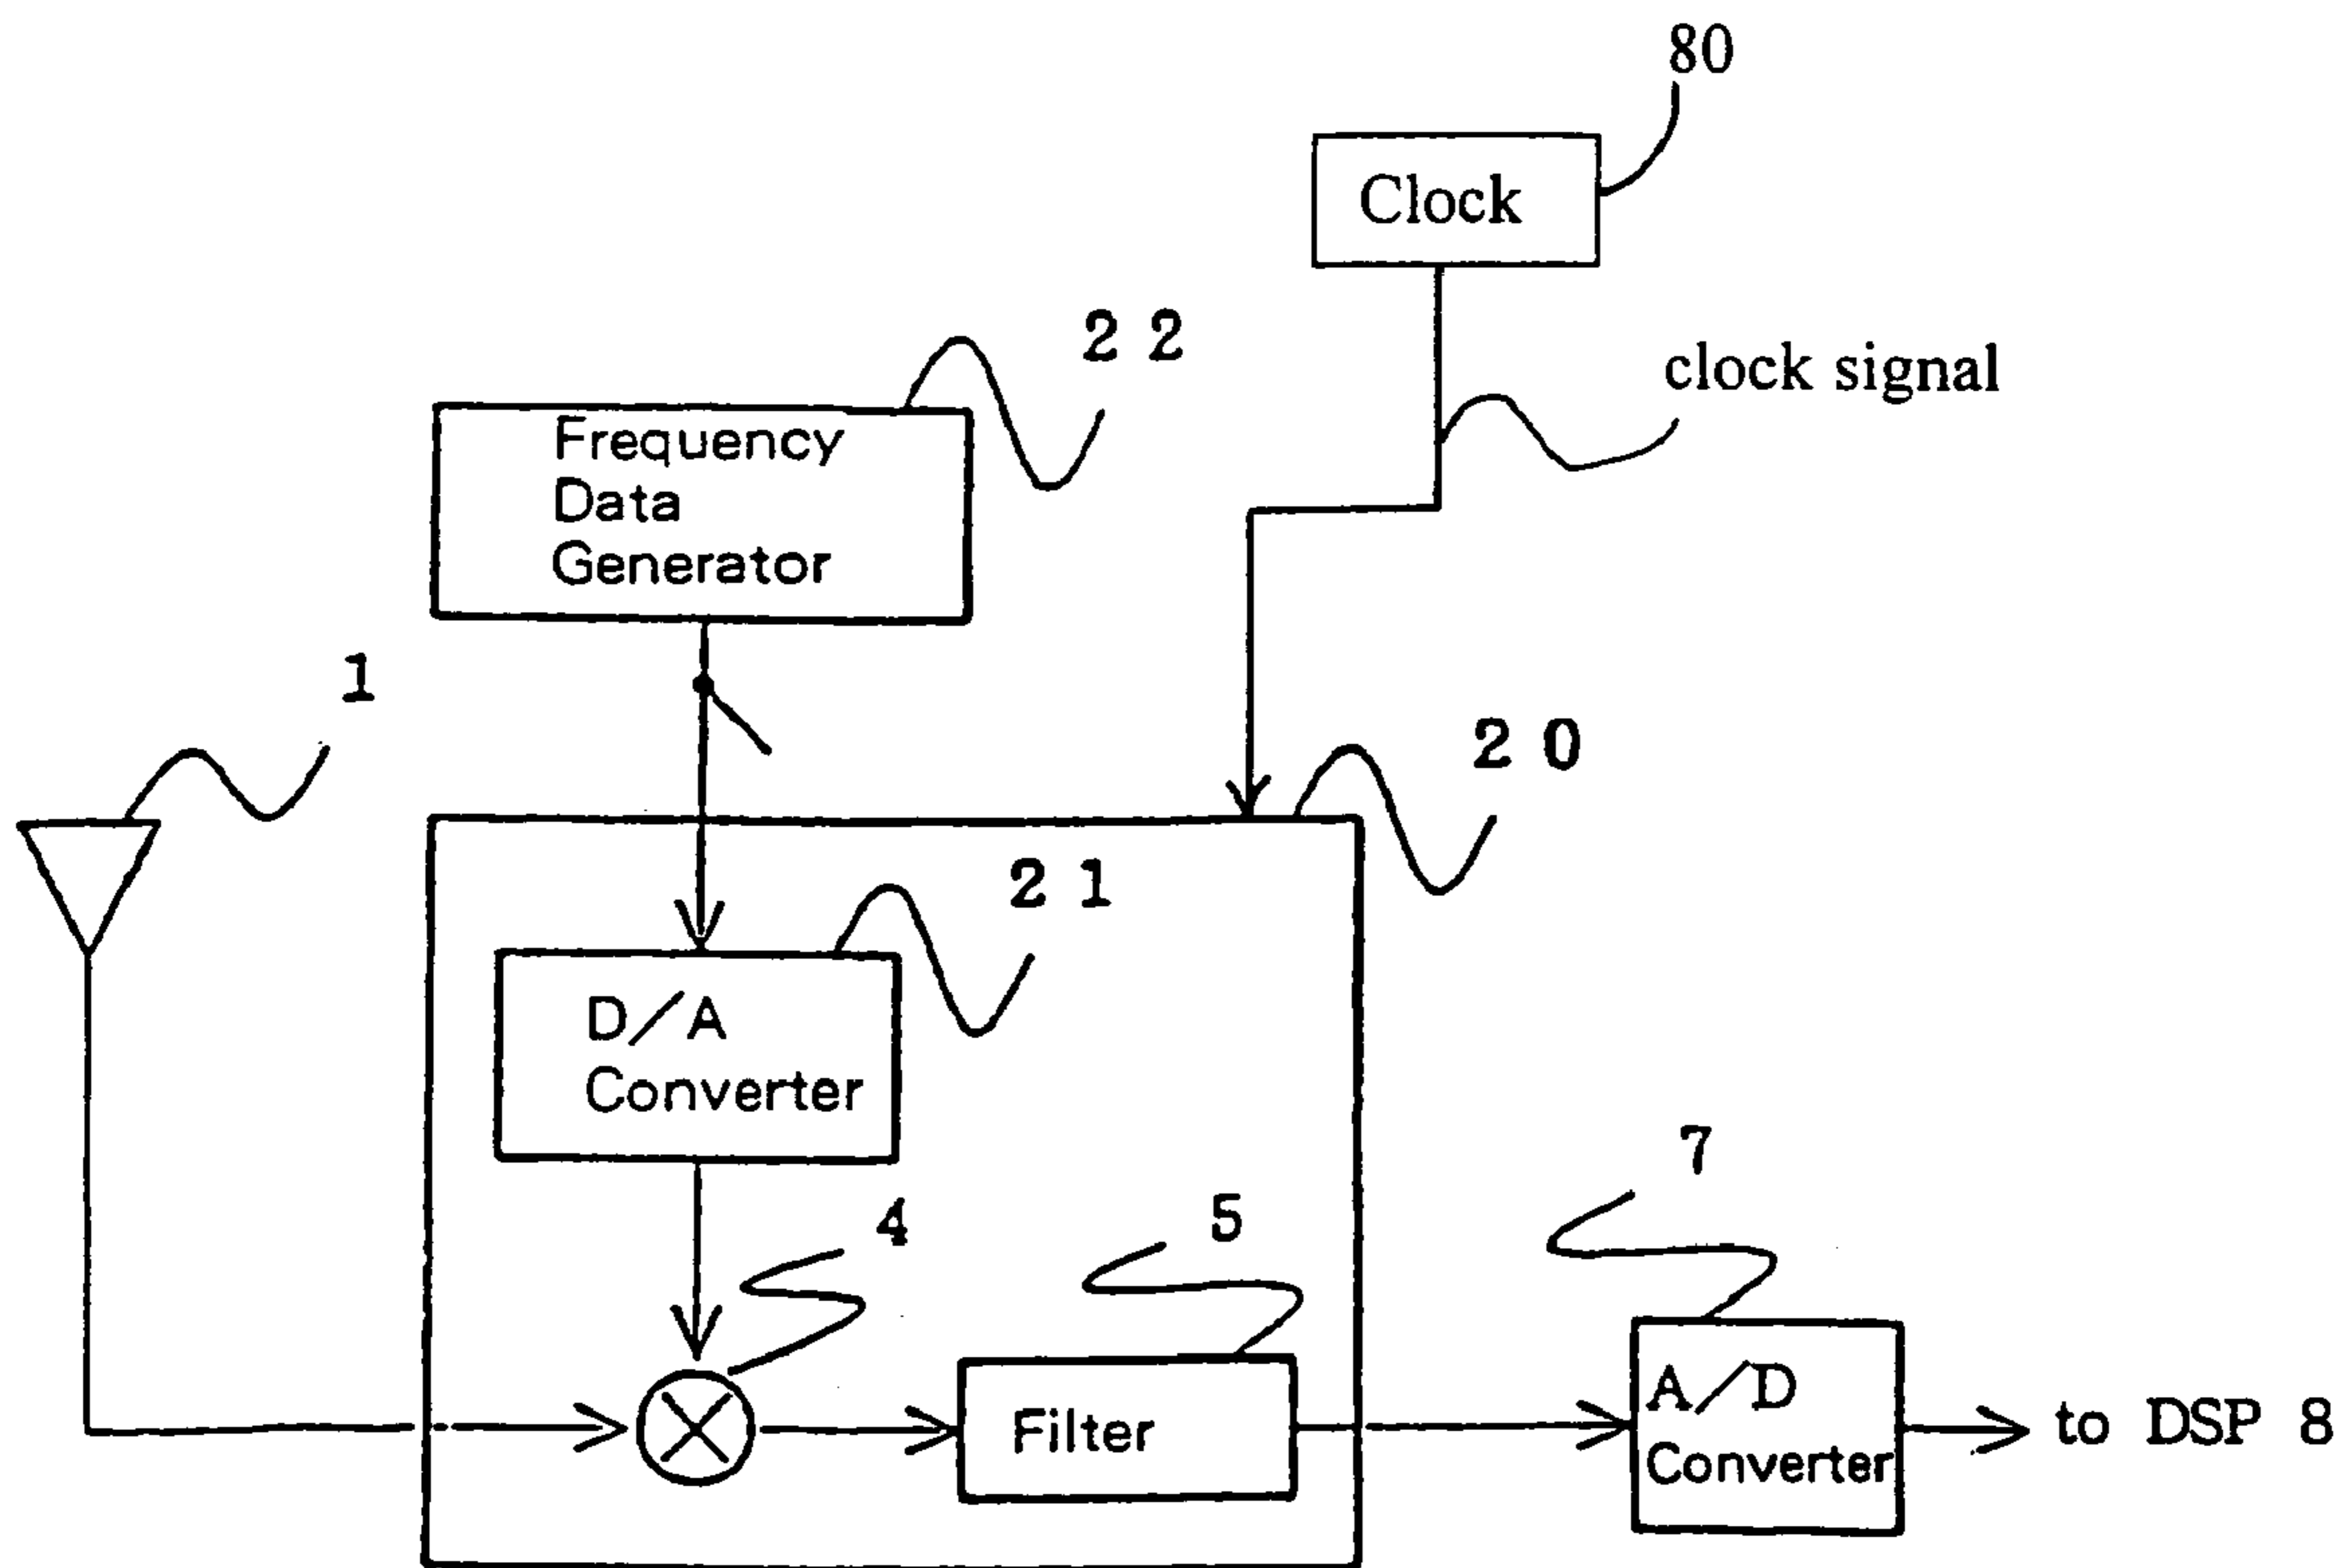 80
Clock
2 2
clock signal
Frequency
Data
Generator
1
2 0
2 1
D/A
Converter
7
4
5
A/D
Converter
Filter
to DSP 8